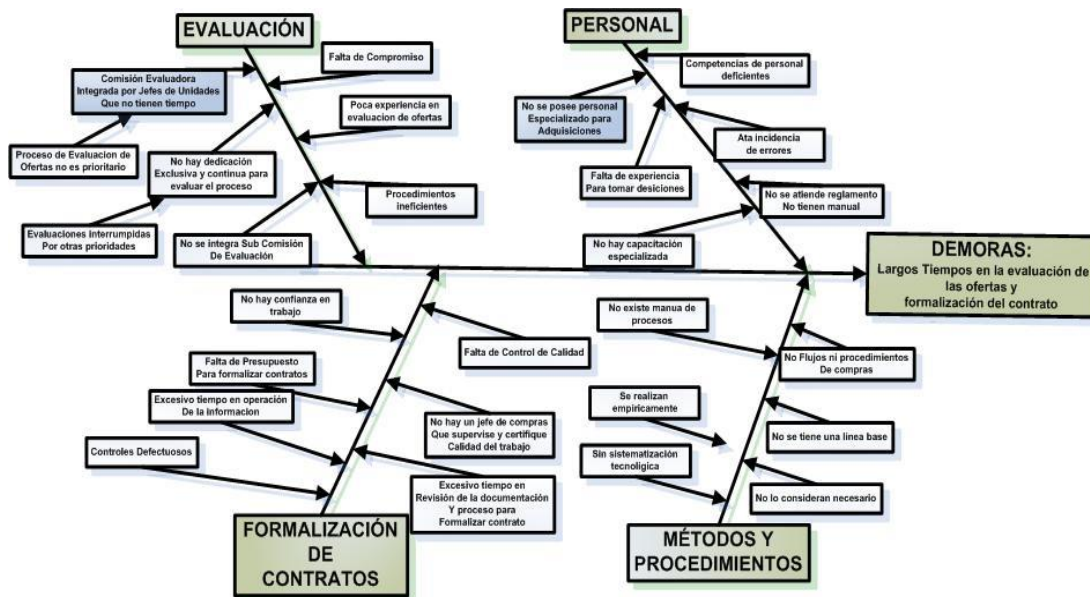 EVALUACIÓN
Falta de Compromiso
Comisión Evaluadora
Integrada por Jefes de Unidades
Que no tienen tiempo
Poca experiencia en
evaluacion de ofertas
Proceso de Evaluacion de
Ofertas no es prioritario
No hay dedicación
Exclusiva y continua para
evaluar el proceso
Procedimientos
ineficientes
Evaluaciones interrumpidas
Por otras prioridades
No se integra Sub Comisión
De Evaluación
PERSONAL
Competencias de personal
deficientes
No se posee personal
Especializado para
Adquisiciones
Ata incidencia
de errores
Falta de experiencia
Para tomar desiciones
No se atiende reglamento
No tienen manual
No hay capacitación
especializada
DEMORAS:
Largos Tiempos en la evaluación de
las ofertas y
formalización del contrato
No hay confianza en
trabajo
Falta de Control de Calidad
Falta de Presupuesto
Para formalizar contratos
Excesivo tiempo en operación
De la informacion
No hay un jefe de compras
Que supervise y certifique
Calidad del trabajo
Controles Defectuosos
Excesivo tiempo en
Revisión de la documentación
Y proceso para
Formalizar contrato
FORMALIZACIÓN
DE
CONTRATOS
No existe manua de
procesos
No Flujos ni procedimientos
De compras
Se realizan
empiricamente
No se tiene una línea base
Sin sistematización
tecnológica
No lo consideran necesario
MÉTODOS Y
PROCEDIMIENTOS